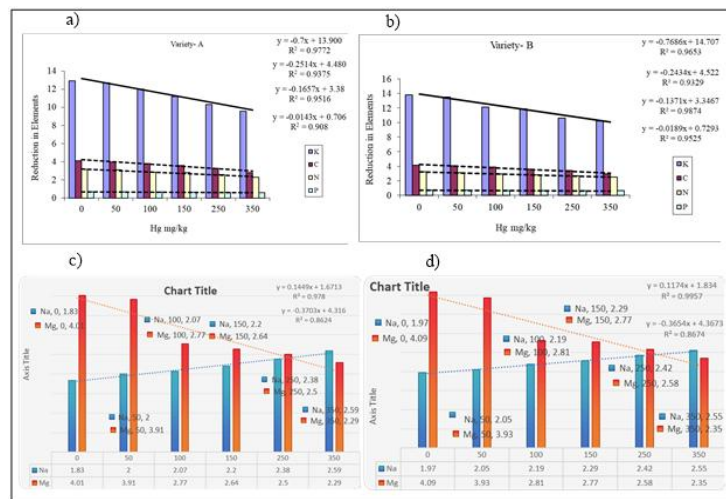 a)
Variety- A
y = -0.7x + 13.900
R² = 0.9772
y = -0.2514x + 4.480
R² = 0.9375
y = -0.1657x + 3.38
R² = 0.9516
y = -0.0143x + 0.706
R² = 0.908
Reduction in Elements
14
12
10
8
6
4
2
0
0 50 100 150 250 350
Hg mg/kg
K
C
N
P
b)
Variety- B
y = -0.7686x + 14.707
R² = 0.9653
y = -0.2434x + 4.522
R² = 0.9329
y = -0.1371x + 3.3467
R² = 0.9874
y = -0.0189x + 0.7293
R² = 0.9525
Reduction in Elements
16
14
12
10
8
6
4
2
0
0 50 100 150 250 350
Hg mg/kg
K
C
N
P
c)
Chart Title
y = 0.1449x + 1.6713
R² = 0.978
y = -0.3703x + 4.316
R² = 0.8624
Na, 0, 1.83
Mg, 0, 4.01
Na, 100, 2.07
Mg, 100, 2.77
Na, 150, 2.2
Mg, 150, 2.64
Na, 250, 2.38
Mg, 250, 2.5
Na, 350, 2.59
Mg, 350, 2.29
Na, 50, 2
Mg, 50, 3.91
Axis Title
0 50 100 150 250 350
Na 1.83 2 2.07 2.2 2.38 2.59
Mg 4.01 3.91 2.77 2.64 2.5 2.29
d)
Chart Title
y = 0.1174x + 1.834
R² = 0.9957
y = -0.3654x + 4.3673
R² = 0.8674
Na, 0, 1.97
Mg, 0, 4.09
Na, 150, 2.29
Mg, 150, 2.77
Na, 100, 2.19
Mg, 100, 2.81
Na, 250, 2.42
Mg, 250, 2.58
Na, 50, 2.05
Mg, 50, 3.93
Na, 350, 2.55
Mg, 350, 2.35
Axis Title
0 50 100 150 250 350
Na 1.97 2.05 2.19 2.29 2.42 2.55
Mg 4.09 3.93 2.81 2.77 2.58 2.35